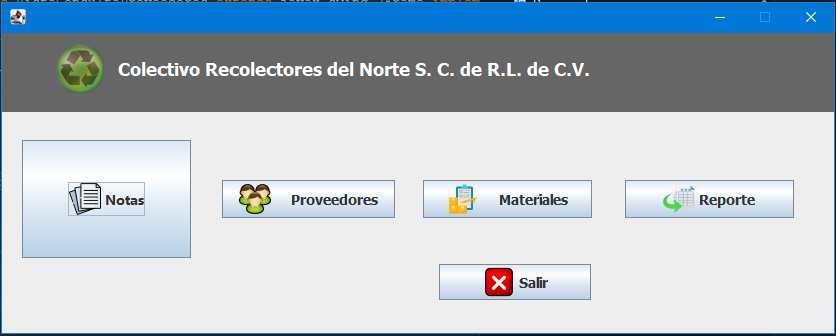 Colectivo Recolectores del Norte S. C. de R.L. de C.V.
Notas
Proveedores
Materiales
Reporte
Salir